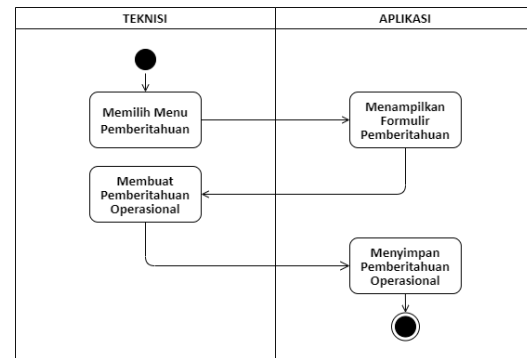 TEKNISI
APLIKASI
Memilih Menu
Pemberitahuan
Menampilkan
Formulir
Pemberitahuan
Membuat
Pemberitahuan
Operasional
Menyimpan
Pemberitahuan
Operasional